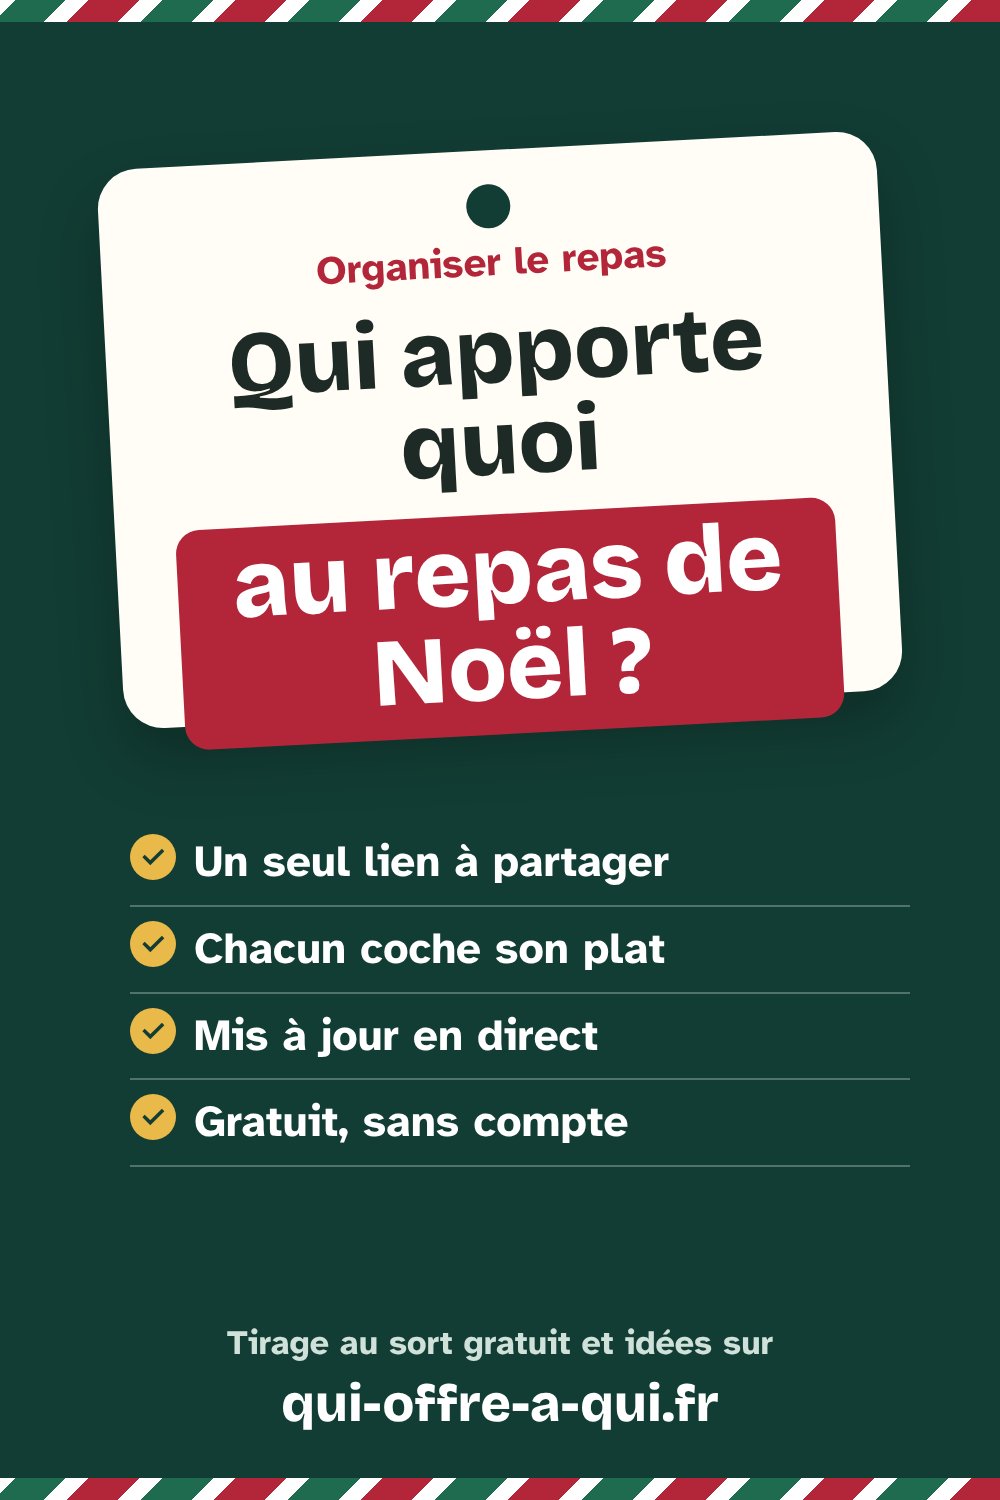 Organiser le repas
Qui apporte
quoi
au repas de
Noël ?
Un seul lien à partager
Chacun coche son plat
Mis à jour en direct
Gratuit, sans compte
Tirage au sort gratuit et idées sur
qui-offre-a-qui.fr